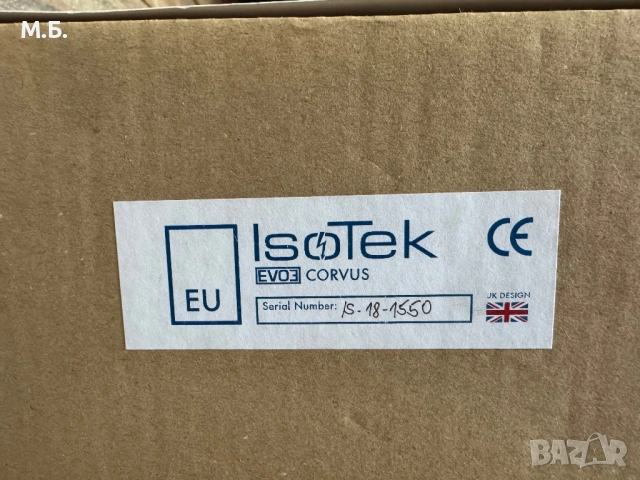 М.Б.
IsoTek
CE
EVO3 CORVUS
EU
Serial Number: IS-18-1550
UK DESIGN
BAZAR